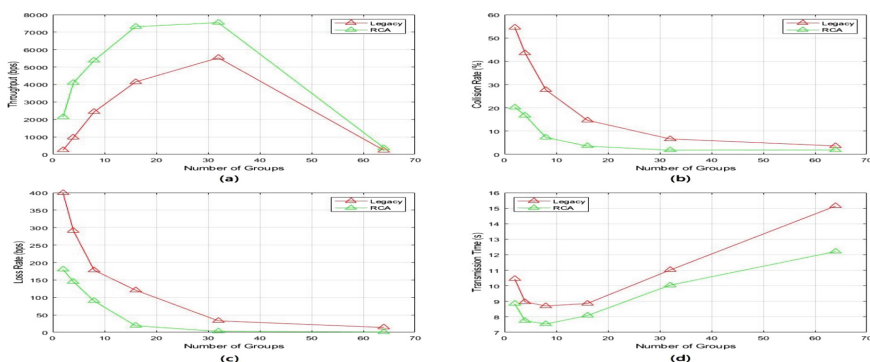 8000
7000
6000
5000
4000
3000
2000
1000
0
Throughput (bps)
0 10 20 30 40 50 60 70
Number of Groups
(a)
Legacy
RCA
60
50
40
30
20
10
0
Collision Rate (%)
0 10 20 30 40 50 60 70
Number of Groups
(b)
Legacy
RCA
400
350
300
250
200
150
100
50
0
Loss Rate (bps)
0 10 20 30 40 50 60 70
Number of Groups
(c)
Legacy
RCA
16
15
14
13
12
11
10
9
8
7
Transmission Time (s)
0 10 20 30 40 50 60 70
Number of Groups
(d)
Legacy
RCA